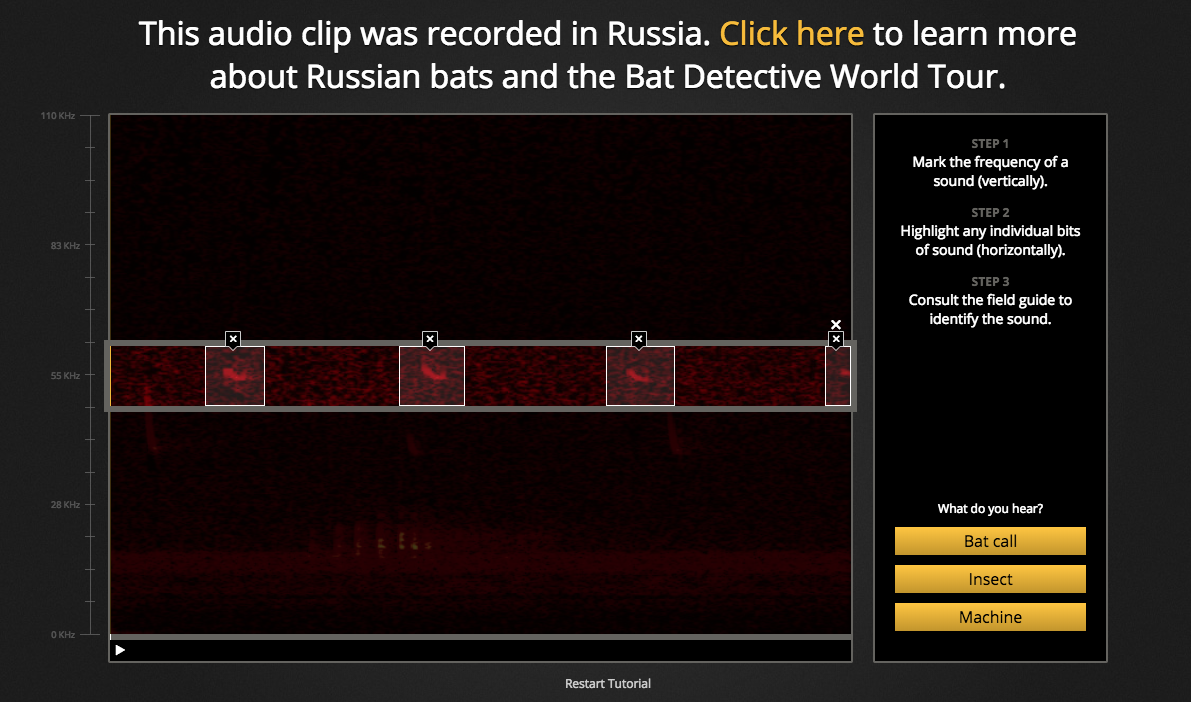 This audio clip was recorded in Russia. Click here to learn more
about Russian bats and the Bat Detective World Tour.
110 KHz
83 KHz
55 KHz
28 KHz
0 KHz
STEP 1
Mark the frequency of a
sound (vertically).
STEP 2
Highlight any individual bits
of sound (horizontally).
STEP 3
Consult the field guide to
identify the sound.
What do you hear?
Bat call
Insect
Machine
Restart Tutorial